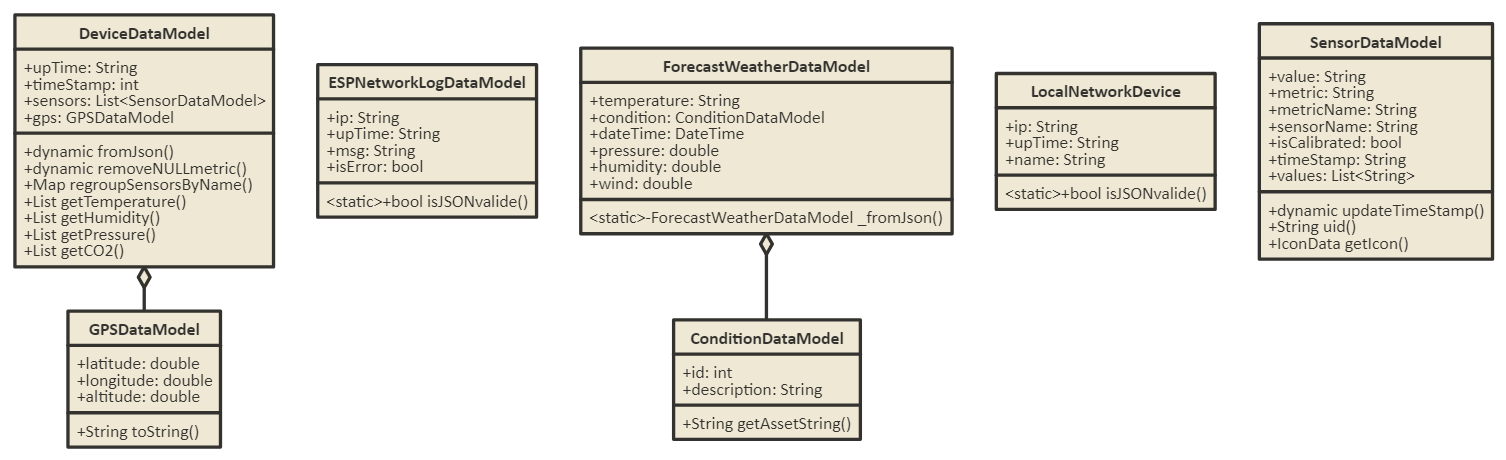 DeviceDataModel
+upTime: String
+timeStamp: int
+sensors: List<SensorDataModel>
+gps: GPSDataModel
+dynamic fromJson()
+dynamic removeNULLmetric()
+Map regroupSensorsByName()
+List getTemperature()
+List getHumidity()
+List getPressure()
+List getCO2()
GPSDataModel
+latitude: double
+longitude: double
+altitude: double
+String toString()
ESPNetworkLogDataModel
+ip: String
+upTime: String
+msg: String
+isError: bool
<static>+bool isJSONvalide()
ForecastWeatherDataModel
+temperature: String
+condition: ConditionDataModel
+dateTime: DateTime
+pressure: double
+humidity: double
+wind: double
<static>-ForecastWeatherDataModel _fromJson()
ConditionDataModel
+id: int
+description: String
+String getAssetString()
LocalNetworkDevice
+ip: String
+upTime: String
+name: String
<static>+bool isJSONvalide()
SensorDataModel
+value: String
+metric: String
+metricName: String
+sensorName: String
+isCalibrated: bool
+timeStamp: String
+values: List<String>
+dynamic updateTimeStamp()
+String uid()
+IconData getIcon()